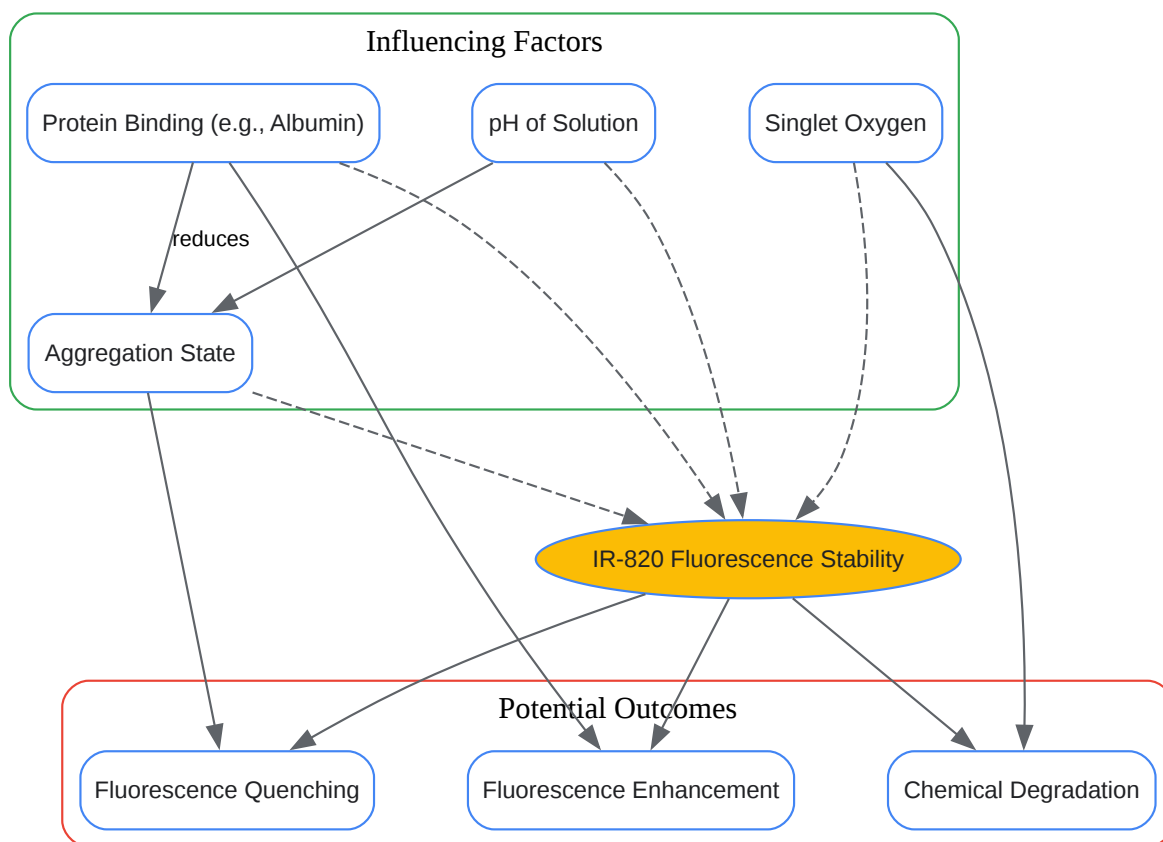 Influencing Factors
Protein Binding (e.g., Albumin)
pH of Solution
Singlet Oxygen
reduces
Aggregation State
IR-820 Fluorescence Stability
Potential Outcomes
Fluorescence Quenching
Fluorescence Enhancement
Chemical Degradation